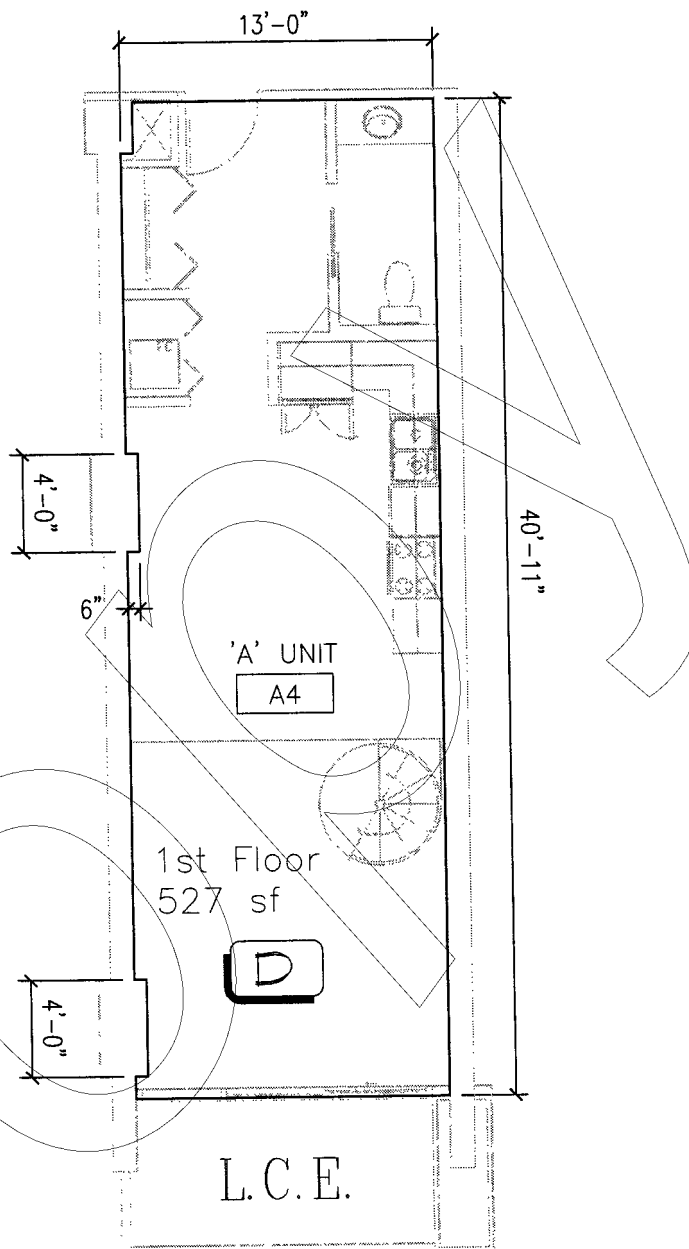 13'-0"
4'-0"
40'-11"
6"
'A' UNIT
A4
1st Floor
527 sf
D
4'-0"
L.C.E.